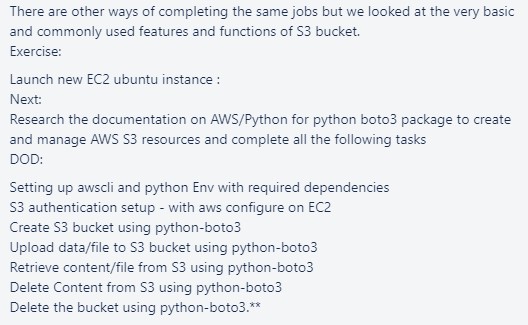 There are other ways of completing the same jobs but we looked at the very basic
and commonly used features and functions of S3 bucket.
Exercise:
Launch new EC2 ubuntu instance :
Next:
Research the documentation on AWS/Python for python boto3 package to create
and manage AWS S3 resources and complete all the following tasks
DOD:
Setting up awscli and python Env with required dependencies
S3 authentication setup - with aws configure on EC2
Create S3 bucket using python-boto3
Upload data/file to S3 bucket using python-boto3
Retrieve content/file from S3 using python-boto3
Delete Content from S3 using python-boto3
Delete the bucket using python-boto3.**